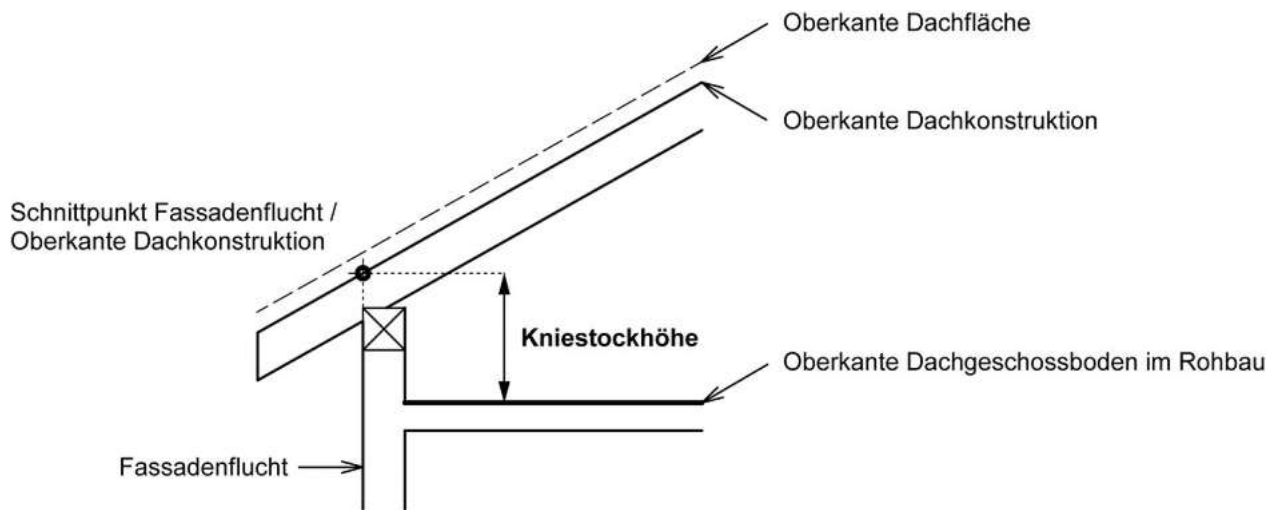 Oberkante Dachfläche
Oberkante Dachkonstruktion
Schnittpunkt Fassadenflucht /
Oberkante Dachkonstruktion
Kniestockhöhe
Oberkante Dachgeschossboden im Rohbau
Fassadenflucht